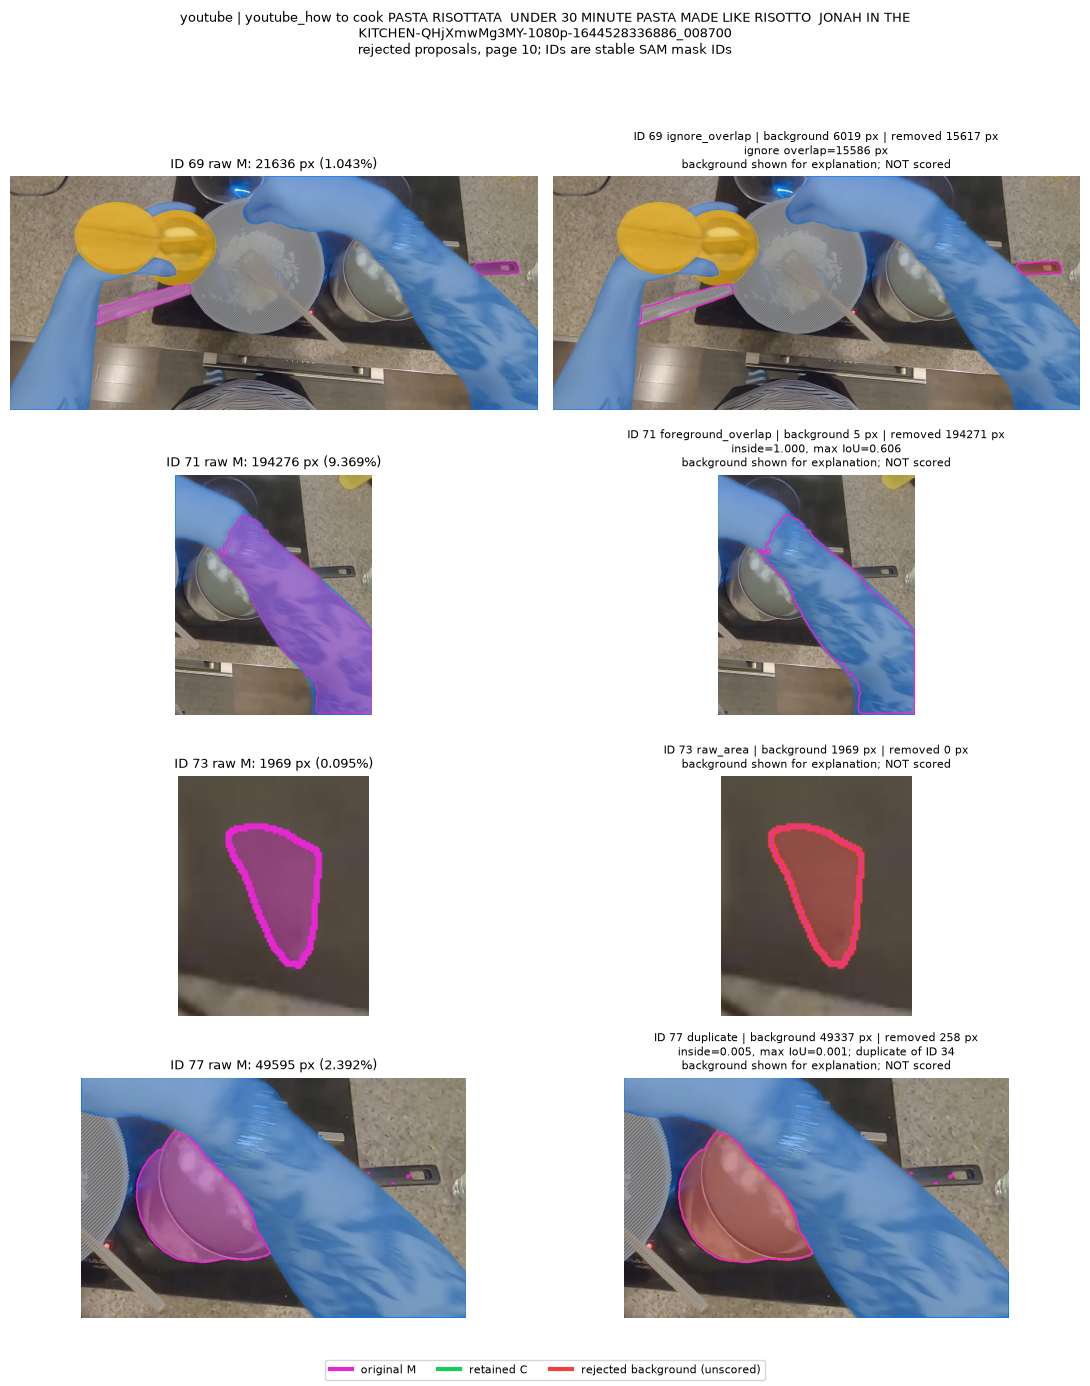 youtube | youtube_how to cook PASTA RISOTTATA  UNDER 30 MINUTE PASTA MADE LIKE RISOTTO  JONAH IN THE
KITCHEN-QHjXmwMg3MY-1080p-1644528336886_008700
rejected proposals, page 10; IDs are stable SAM mask IDs
ID 69 raw M: 21636 px (1.043%)
ID 69 ignore_overlap | background 6019 px | removed 15617 px
ignore overlap=15586 px
background shown for explanation; NOT scored
ID 71 raw M: 194276 px (9.369%)
ID 71 foreground_overlap | background 5 px | removed 194271 px
inside=1.000, max IoU=0.606
background shown for explanation; NOT scored
ID 73 raw M: 1969 px (0.095%)
ID 73 raw_area | background 1969 px | removed 0 px
background shown for explanation; NOT scored
ID 77 raw M: 49595 px (2.392%)
ID 77 duplicate | background 49337 px | removed 258 px
inside=0.005, max IoU=0.001; duplicate of ID 34
background shown for explanation; NOT scored
original M
retained C
rejected background (unscored)